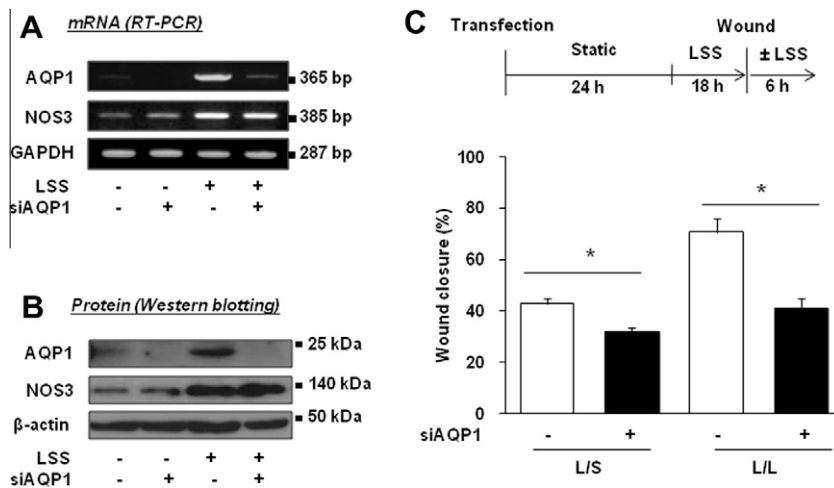 A
mRNA (RT-PCR)
AQP1
365 bp
NOS3
385 bp
GAPDH
287 bp
LSS - - + +
siAQP1 - + - +
B
Protein (Western blotting)
AQP1
25 kDa
NOS3
140 kDa
β-actin
50 kDa
LSS - - + +
siAQP1 - + - +
C
Transfection Wound
Static LSS ± LSS
24 h 18 h 6 h
Wound closure (%)
100
80
60
40
20
0
* *
siAQP1 - + - +
L/S L/L